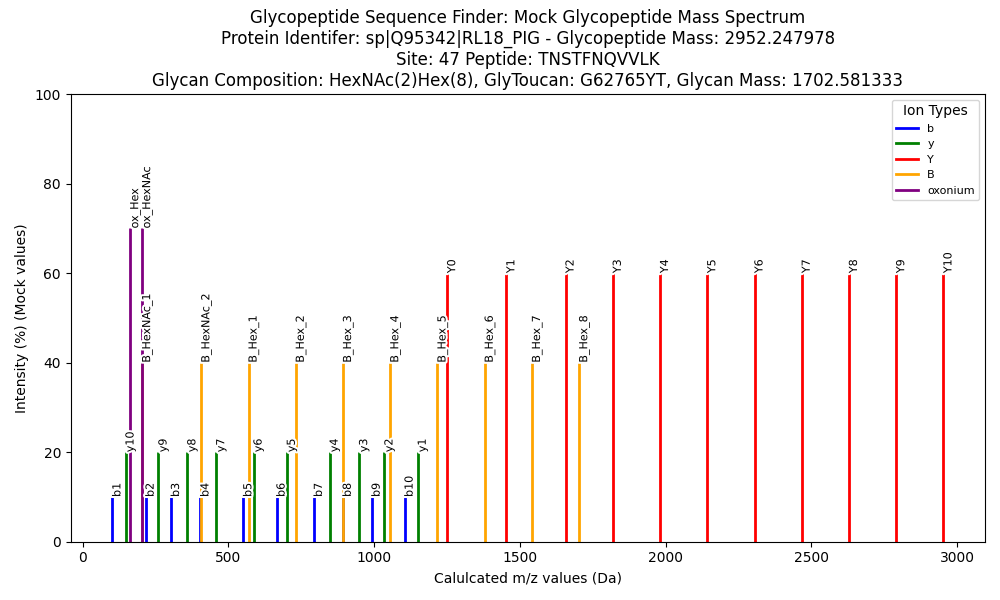 Glycopeptide Sequence Finder: Mock Glycopeptide Mass Spectrum
Protein Identifer: sp|Q95342|RL18_PIG - Glycopeptide Mass: 2952.247978
Site: 47 Peptide: TNSTFNQVVLK
Glycan Composition: HexNAc(2)Hex(8), GlyToucan: G62765YT, Glycan Mass: 1702.581333
Intensity (%) (Mock values)
100
80
60
40
20
0
Ion Types
b
y
Y
B
oxonium
ox_Hex
ox_HexNAc
Y0
Y1
Y2
Y3
Y4
Y5
Y6
Y7
Y8
Y9
Y10
B_HexNAc_1
B_HexNAc_2
B_Hex_1
B_Hex_2
B_Hex_3
B_Hex_4
B_Hex_5
B_Hex_6
B_Hex_7
B_Hex_8
y10
y9
y8
y7
y6
y5
y4
y3
y2
y1
b1
b2
b3
b4
b5
b6
b7
b8
b9
b10
0
500
1000
1500
2000
2500
3000
Calulcated m/z values (Da)